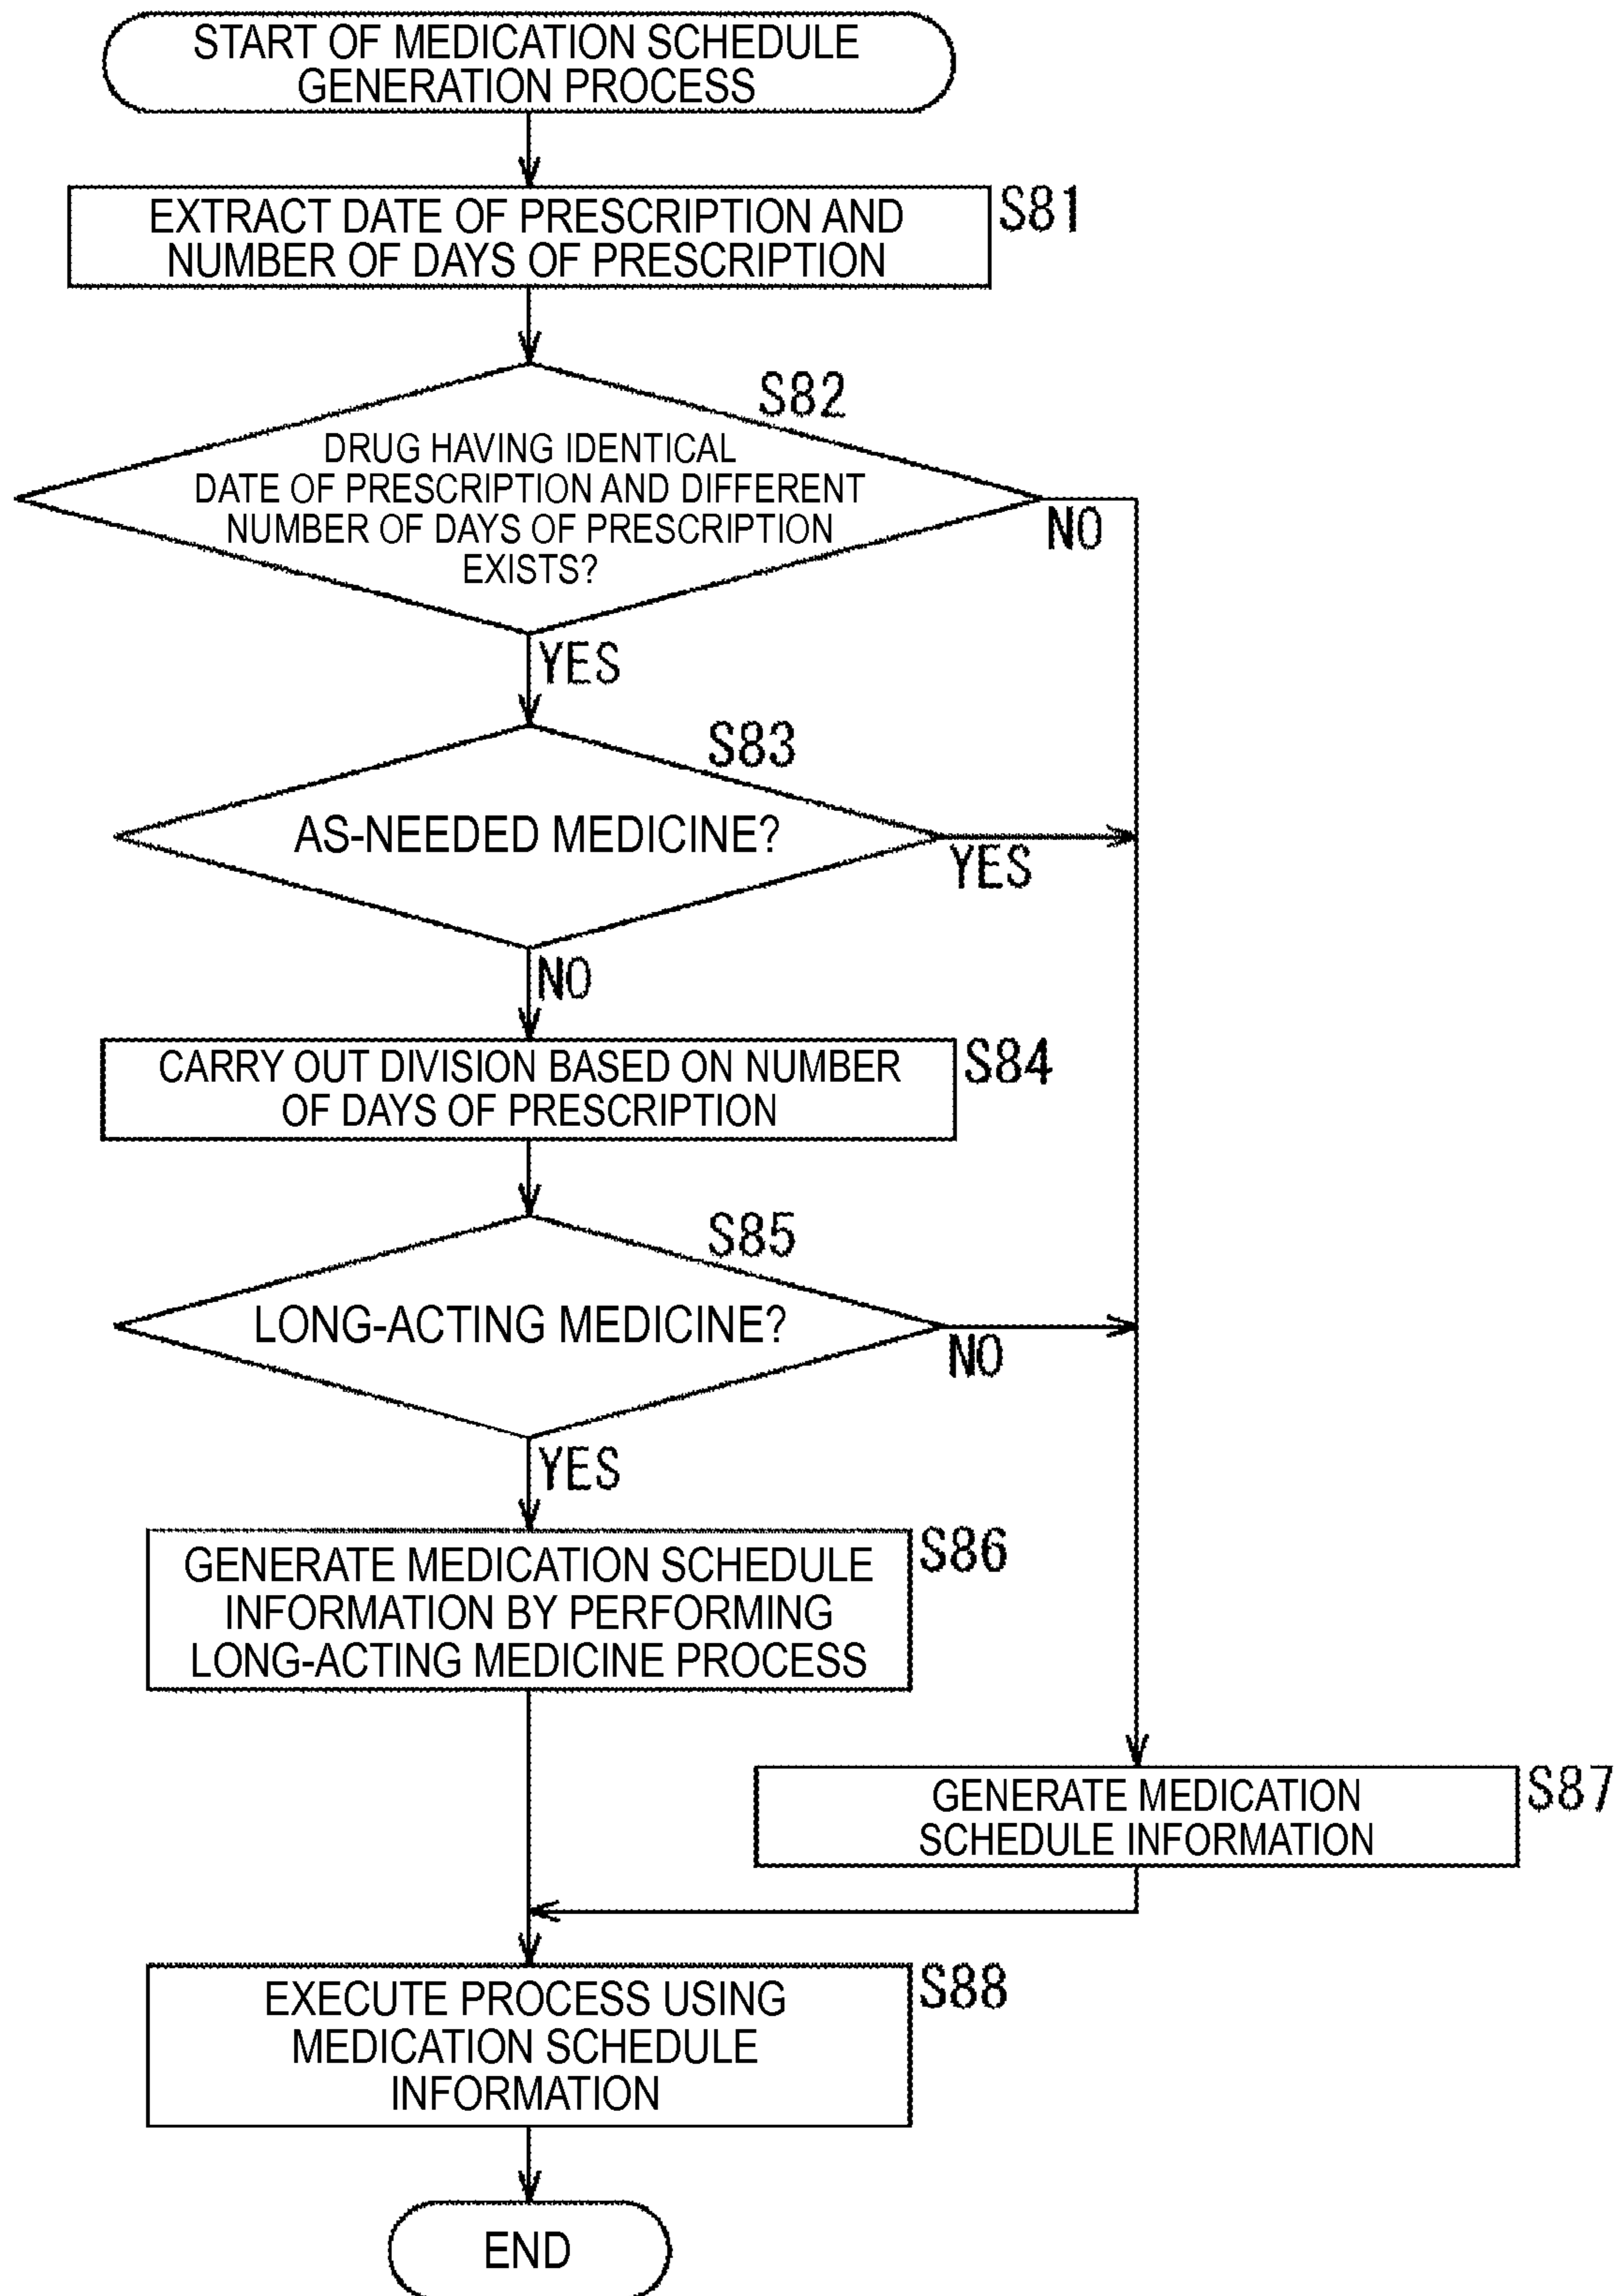 START OF MEDICATION SCHEDULE
GENERATION PROCESS
EXTRACT DATE OF PRESCRIPTION AND
NUMBER OF DAYS OF PRESCRIPTION
S81
S82
DRUG HAVING IDENTICAL
DATE OF PRESCRIPTION AND DIFFERENT
NUMBER OF DAYS OF PRESCRIPTION
EXISTS?
NO
YES
S83
AS-NEEDED MEDICINE?
YES
NO
CARRY OUT DIVISION BASED ON NUMBER
OF DAYS OF PRESCRIPTION
S84
S85
LONG-ACTING MEDICINE?
NO
YES
GENERATE MEDICATION SCHEDULE
INFORMATION BY PERFORMING
LONG-ACTING MEDICINE PROCESS
S86
GENERATE MEDICATION
SCHEDULE INFORMATION
S87
EXECUTE PROCESS USING
MEDICATION SCHEDULE
INFORMATION
S88
END